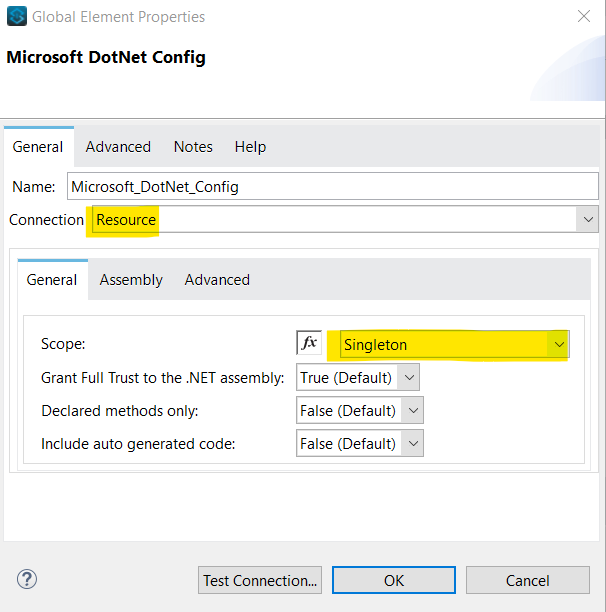 Global Element Properties
Microsoft DotNet Config
General Advanced Notes Help
Name: Microsoft_DotNet_Config
Connection Resource
General Assembly Advanced
Scope: fx Singleton
Grant Full Trust to the .NET assembly: True (Default)
Declared methods only: False (Default)
Include auto generated code: False (Default)
? Test Connection... OK Cancel